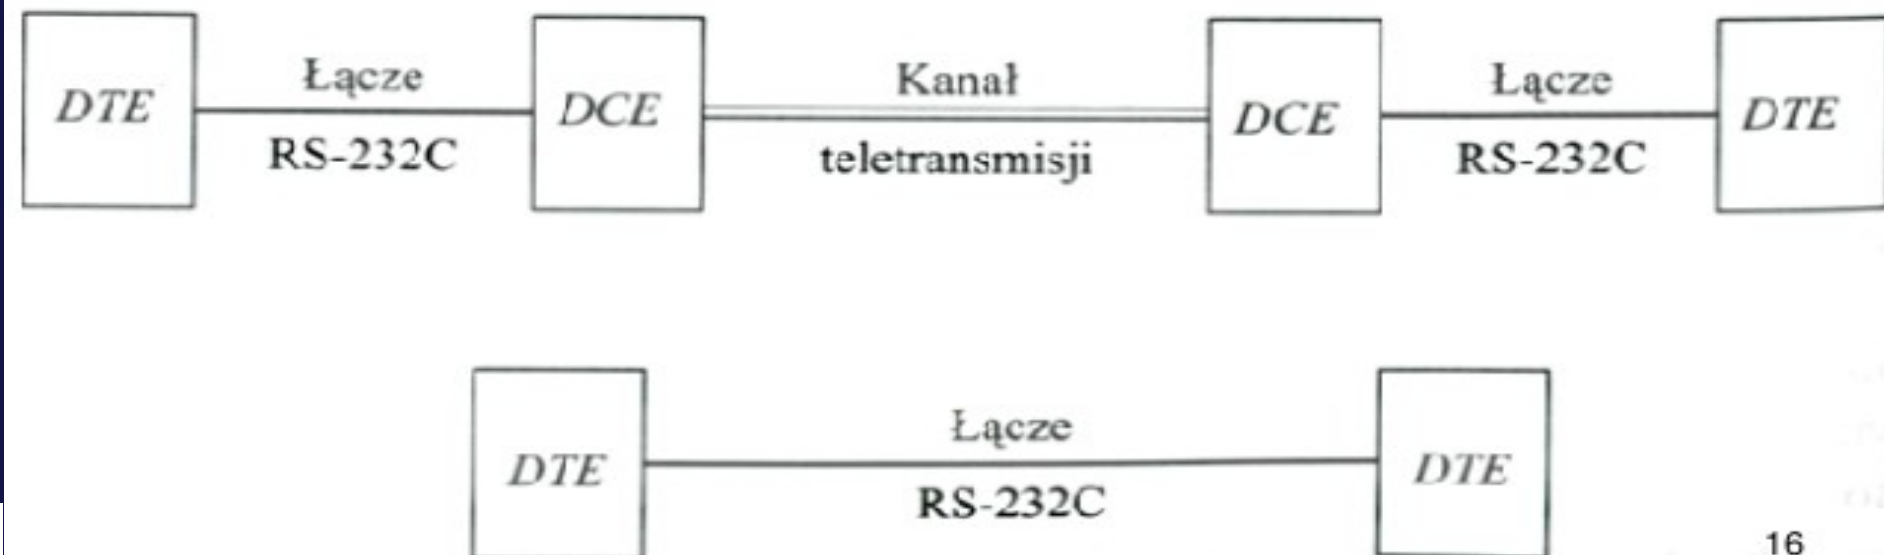 DTE Łącze RS-232C DCE Kanał teletransmisji DCE Łącze RS-232C DTE
DTE Łącze RS-232C DTE
16